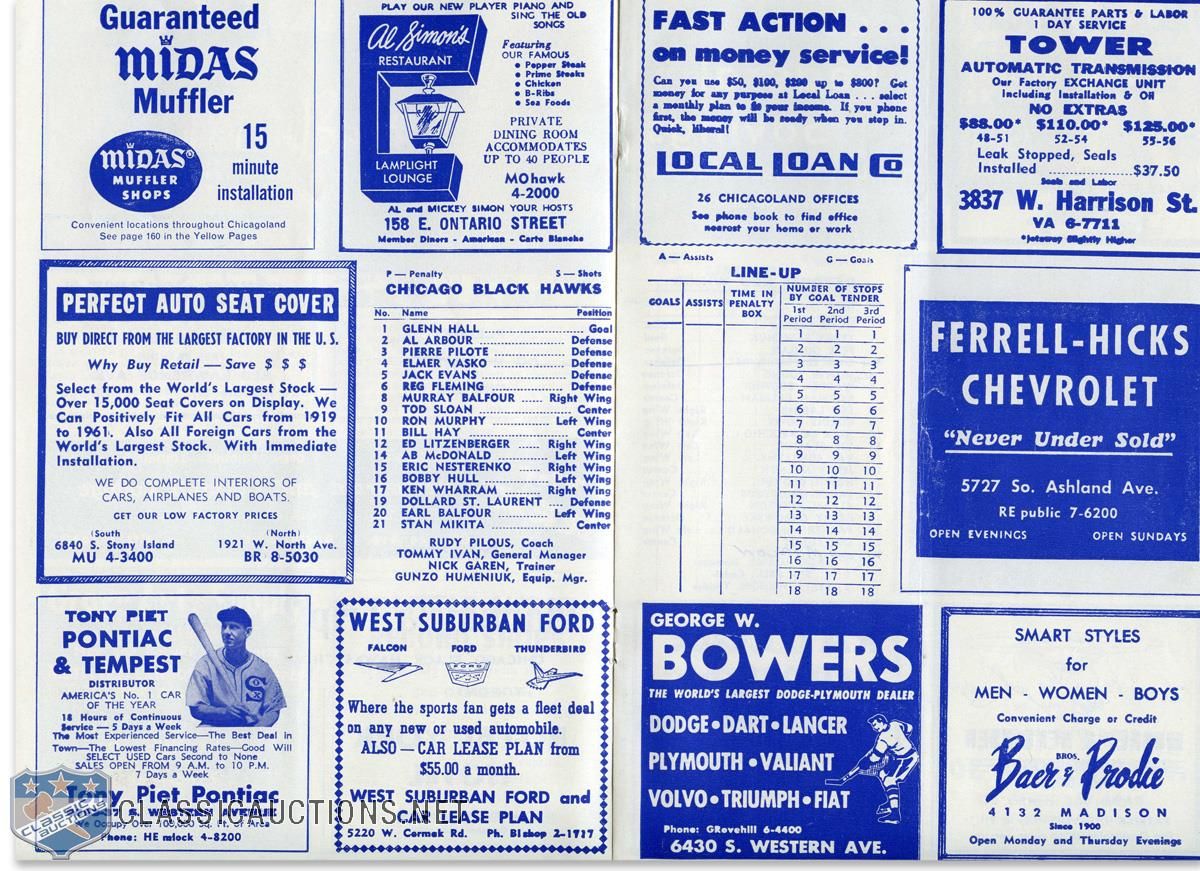 Guaranteed
MIDAS
Muffler
MIDAS®
MUFFLER
SHOPS
15
minute
installation
Convenient locations throughout Chicagoland
See page 160 in the Yellow Pages
PLAY OUR NEW PLAYER PIANO AND
SING THE OLD
SONGS
Al Simon's
RESTAURANT
LAMPLIGHT
LOUNGE
Featuring
OUR FAMOUS
• Pepper Steak
• Prime Steaks
• Chicken
• B-Ribs
• Sea Foods
PRIVATE
DINING ROOM
ACCOMMODATES
UP TO 40 PEOPLE
MOhawk
4-2000
AL and MICKEY SIMON YOUR HOSTS
158 E. ONTARIO STREET
Member Diners - American - Carte Blanche
FAST ACTION . . .
on money service!
Can you use $50, $100, $200 up to $800? Get
money for any purpose at Local Loan . . . select
a monthly plan to fit your income. If you phone
first, the money will be ready when you stop in.
Quick, liberal!
LOCAL LOAN CO
26 CHICAGOLAND OFFICES
See phone book to find office
nearest your home or work
100% GUARANTEE PARTS & LABOR
1 DAY SERVICE
TOWER
AUTOMATIC TRANSMISSION
Our Factory EXCHANGE UNIT
Including Installation & Oil
NO EXTRAS
$88.00* $110.00* $125.00*
48-51 52-54 55-56
Leak Stopped, Seals
Installed ....................$37.50
Seals and Labor
3837 W. Harrison St.
VA 6-7711
*Jetaway Slightly Higher
PERFECT AUTO SEAT COVER
BUY DIRECT FROM THE LARGEST FACTORY IN THE U. S.
Why Buy Retail — Save $ $ $
Select from the World's Largest Stock —
Over 15,000 Seat Covers on Display. We
Can Positively Fit All Cars from 1919
to 1961. Also All Foreign Cars from the
World's Largest Stock. With Immediate
Installation.
WE DO COMPLETE INTERIORS OF
CARS, AIRPLANES AND BOATS.
GET OUR LOW FACTORY PRICES
(South (North)
6840 S. Stony Island 1921 W. North Ave.
MU 4-3400 BR 8-5030
P — Penalty S — Shots
CHICAGO BLACK HAWKS
No. Name Position
1 GLENN HALL .................... Goal
2 AL ARBOUR .................... Defense
3 PIERRE PILOTE ................ Defense
4 ELMER VASKO ................ Defense
5 JACK EVANS .................. Defense
6 REG FLEMING ................ Defense
8 MURRAY BALFOUR ..... Right Wing
9 TOD SLOAN .................... Center
10 RON MURPHY ............... Left Wing
11 BILL HAY ...................... Center
12 ED LITZENBERGER ..... Right Wing
14 AB McDONALD ............ Left Wing
15 ERIC NESTERENKO ..... Right Wing
16 BOBBY HULL ................ Left Wing
17 KEN WHARRAM ........ Right Wing
19 DOLLARD ST. LAURENT .... Defense
20 EARL BALFOUR ............ Left Wing
21 STAN MIKITA ................. Center
RUDY PILOUS, Coach
TOMMY IVAN, General Manager
NICK GAREN, Trainer
GUNZO HUMENIUK, Equip. Mgr.
A — Assists G — Goals
LINE-UP
GOALS ASSISTS TIME IN PENALTY BOX NUMBER OF STOPS BY GOAL TENDER
1st Period 2nd Period 3rd Period
1 1 1
2 2 2
3 3 3
4 4 4
5 5 5
6 6 6
7 7 7
8 8 8
9 9 9
10 10 10
11 11 11
12 12 12
13 13 13
14 14 14
15 15 15
16 16 16
17 17 17
18 18 18
FERRELL-HICKS
CHEVROLET
"Never Under Sold"
5727 So. Ashland Ave.
REpublic 7-6200
OPEN EVENINGS OPEN SUNDAYS
TONY PIET
PONTIAC
& TEMPEST
DISTRIBUTOR
AMERICA'S No. 1 CAR
OF THE YEAR
18 Hours of Continuous
Service — 5 Days a Week
The Most Experienced Service—The Best Deal in
Town—The Lowest Financing Rates—Good Will
SELECT USED Cars Second to None
SALES OPEN FROM 9 A.M. to 10 P.M.
7 Days a Week
Tony Piet Pontiac
S. WESTERN AVENUE
We Occupy Over Sq. Ft. of Area
Phone: HEmlock 4-8200
CLASSIC
AUCTIONS
CLASSICAUCTIONS.NET
WEST SUBURBAN FORD
FALCON FORD THUNDERBIRD
Where the sports fan gets a fleet deal
on any new or used automobile.
ALSO — CAR LEASE PLAN from
$55.00 a month.
WEST SUBURBAN FORD and
CAR LEASE PLAN
5220 W. Cermak Rd. Ph. Bishop 2-1717
GEORGE W.
BOWERS
THE WORLD'S LARGEST DODGE-PLYMOUTH DEALER
DODGE • DART • LANCER
PLYMOUTH • VALIANT
VOLVO • TRIUMPH • FIAT
Phone: GRovehill 6-4400
6430 S. WESTERN AVE.
SMART STYLES
for
MEN - WOMEN - BOYS
Convenient Charge or Credit
Baer BROS. & Prodie
4132 MADISON
Since 1900
Open Monday and Thursday Evenings